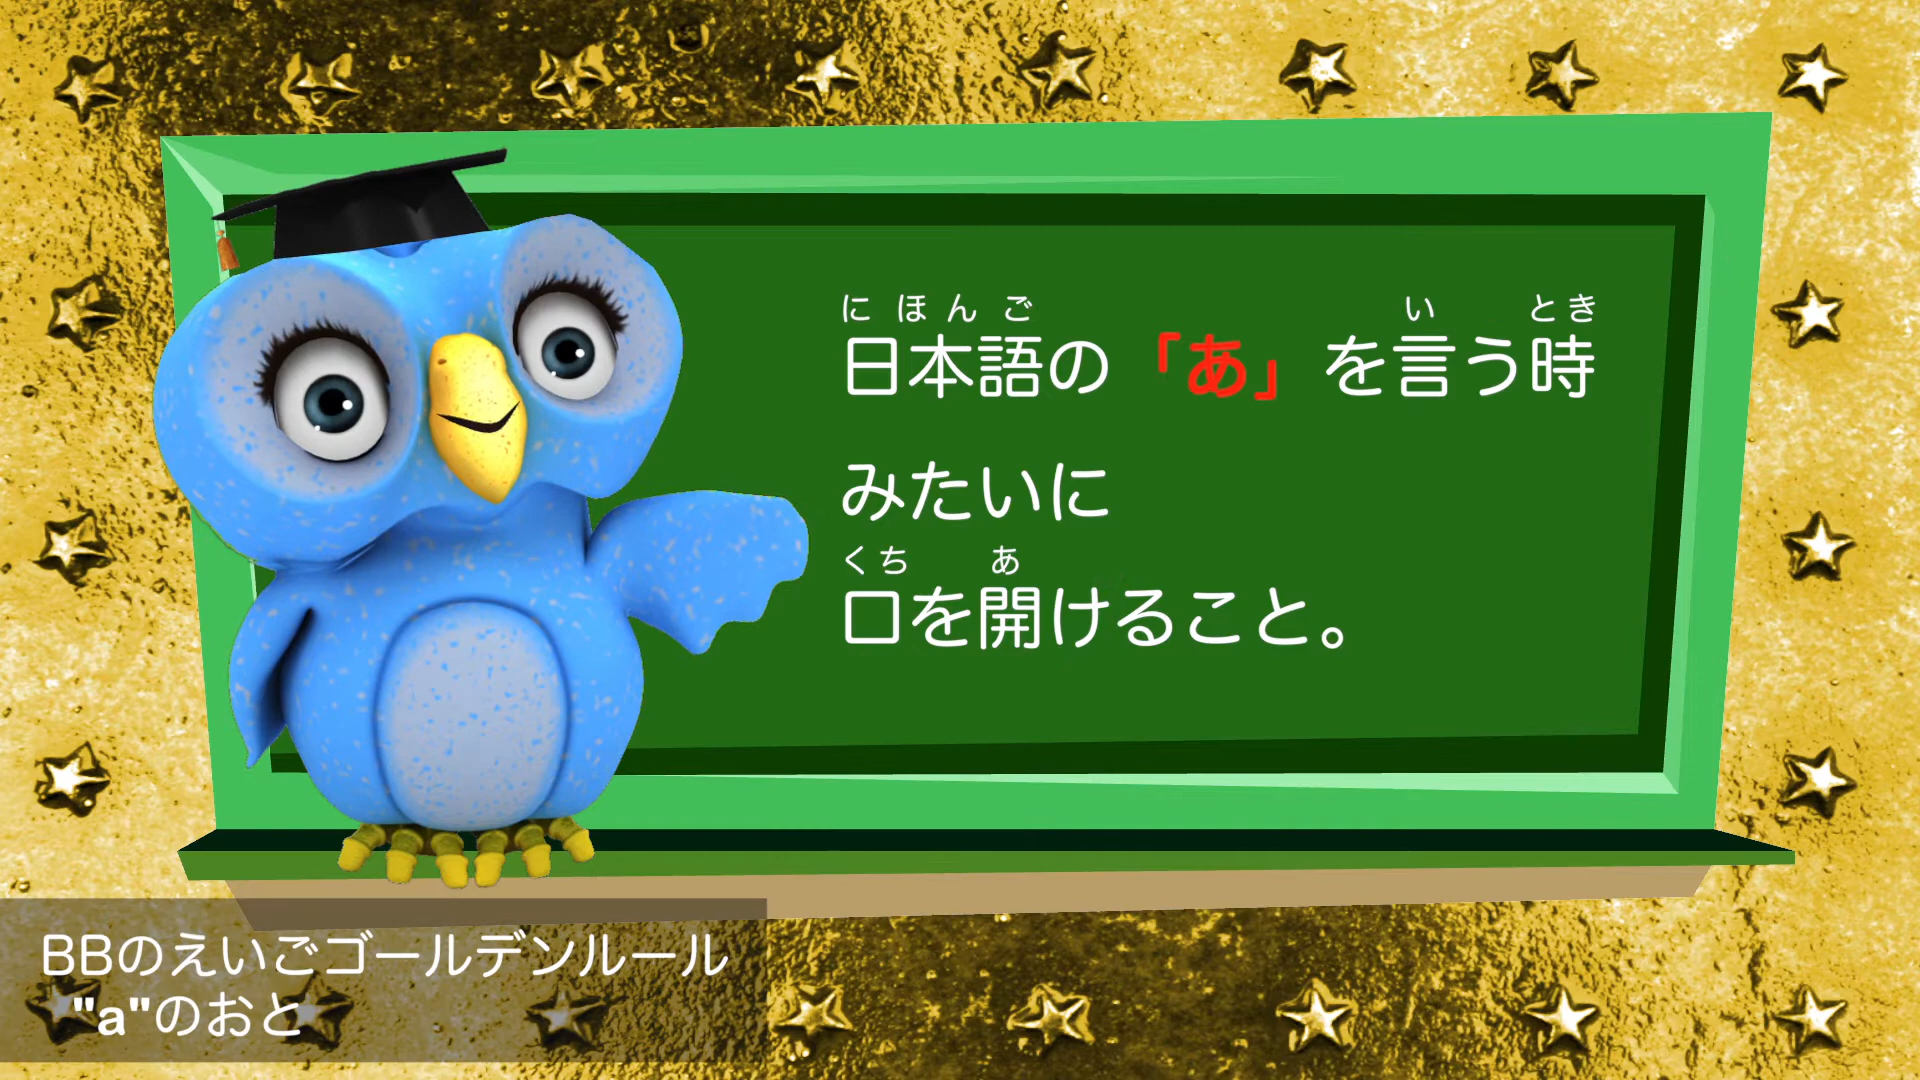 に ほ ん ご い とき
日本語の「あ」を言う時
みたいに
くち あ
口を開けること。
BBのえいごゴールデンルール
"a"のおと